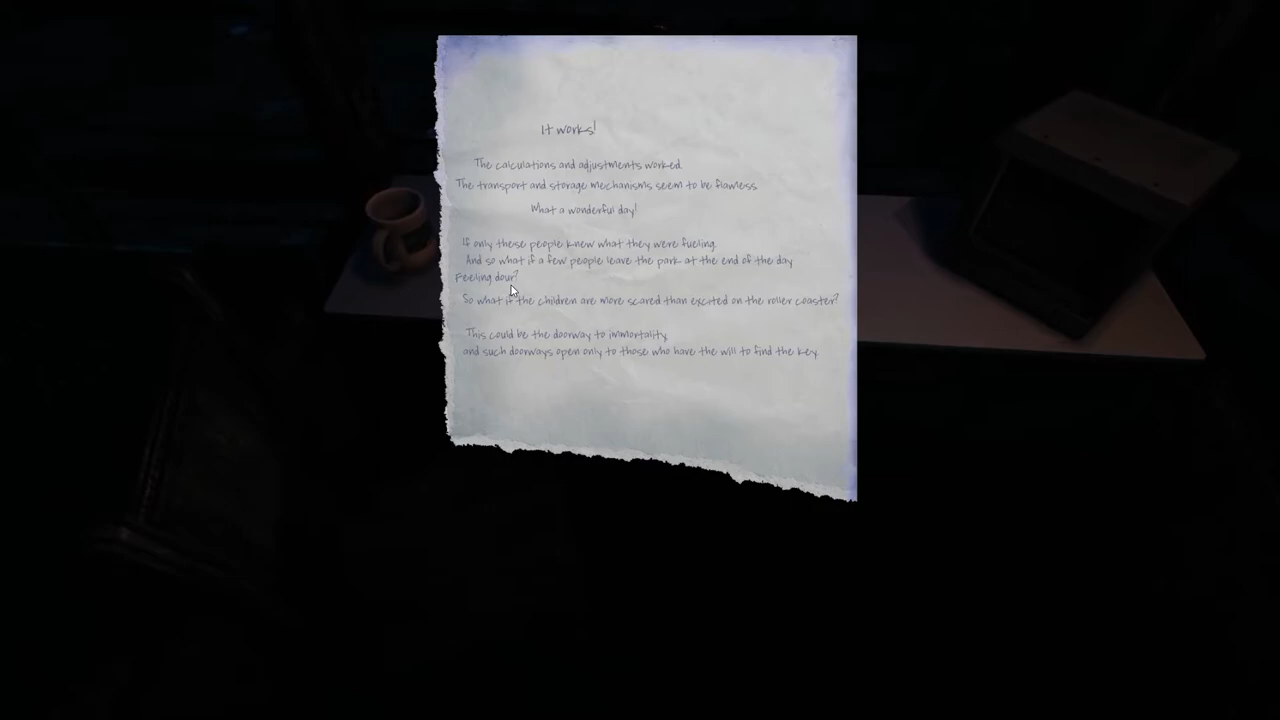 It works!
The calculations and adjustments worked.
The transport and storage mechanisms seem to be flawless.
What a wonderful day!
If only these people knew what they were fueling.
And so what if a few people leave the park at the end of the day
Feeling dour?
So what if the children are more scared than excited on the roller coaster?
This could be the doorway to immortality,
and such doorways open only to those who have the will to find the key.